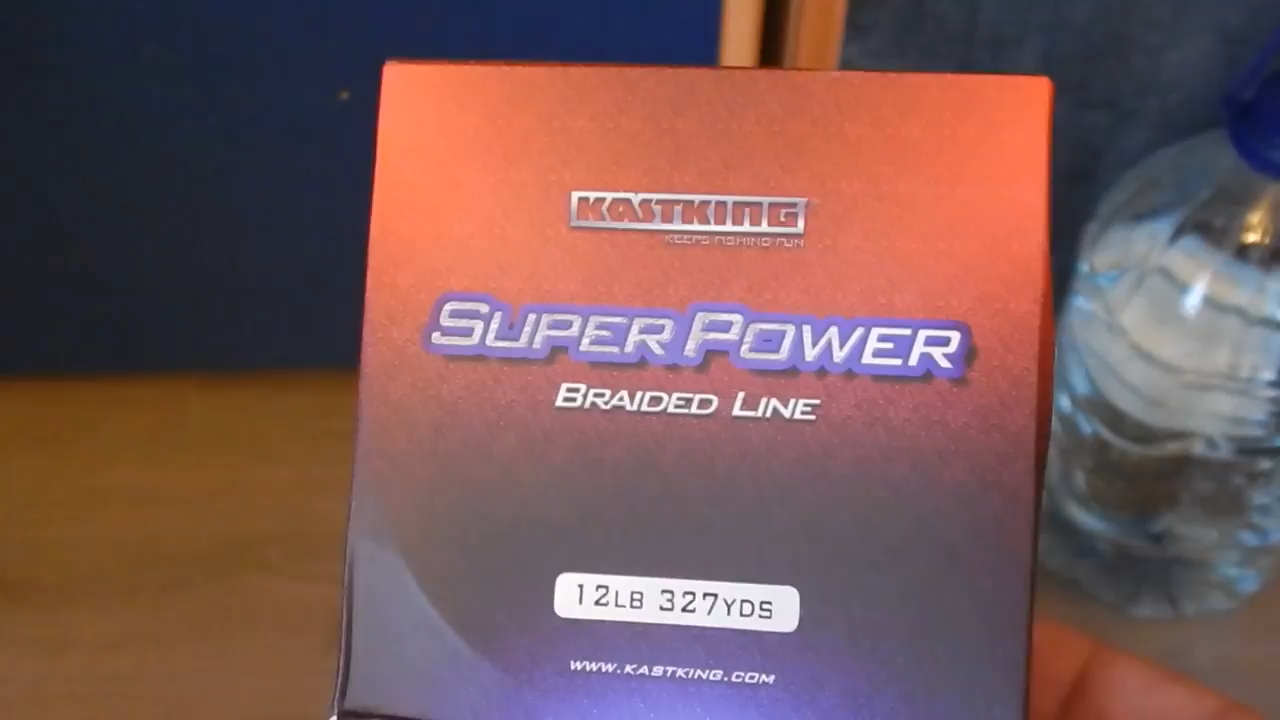 KASTKING
KEEPS FISHING FUN
SUPER POWER
BRAIDED LINE
12LB 327YDS
WWW.KASTKING.COM